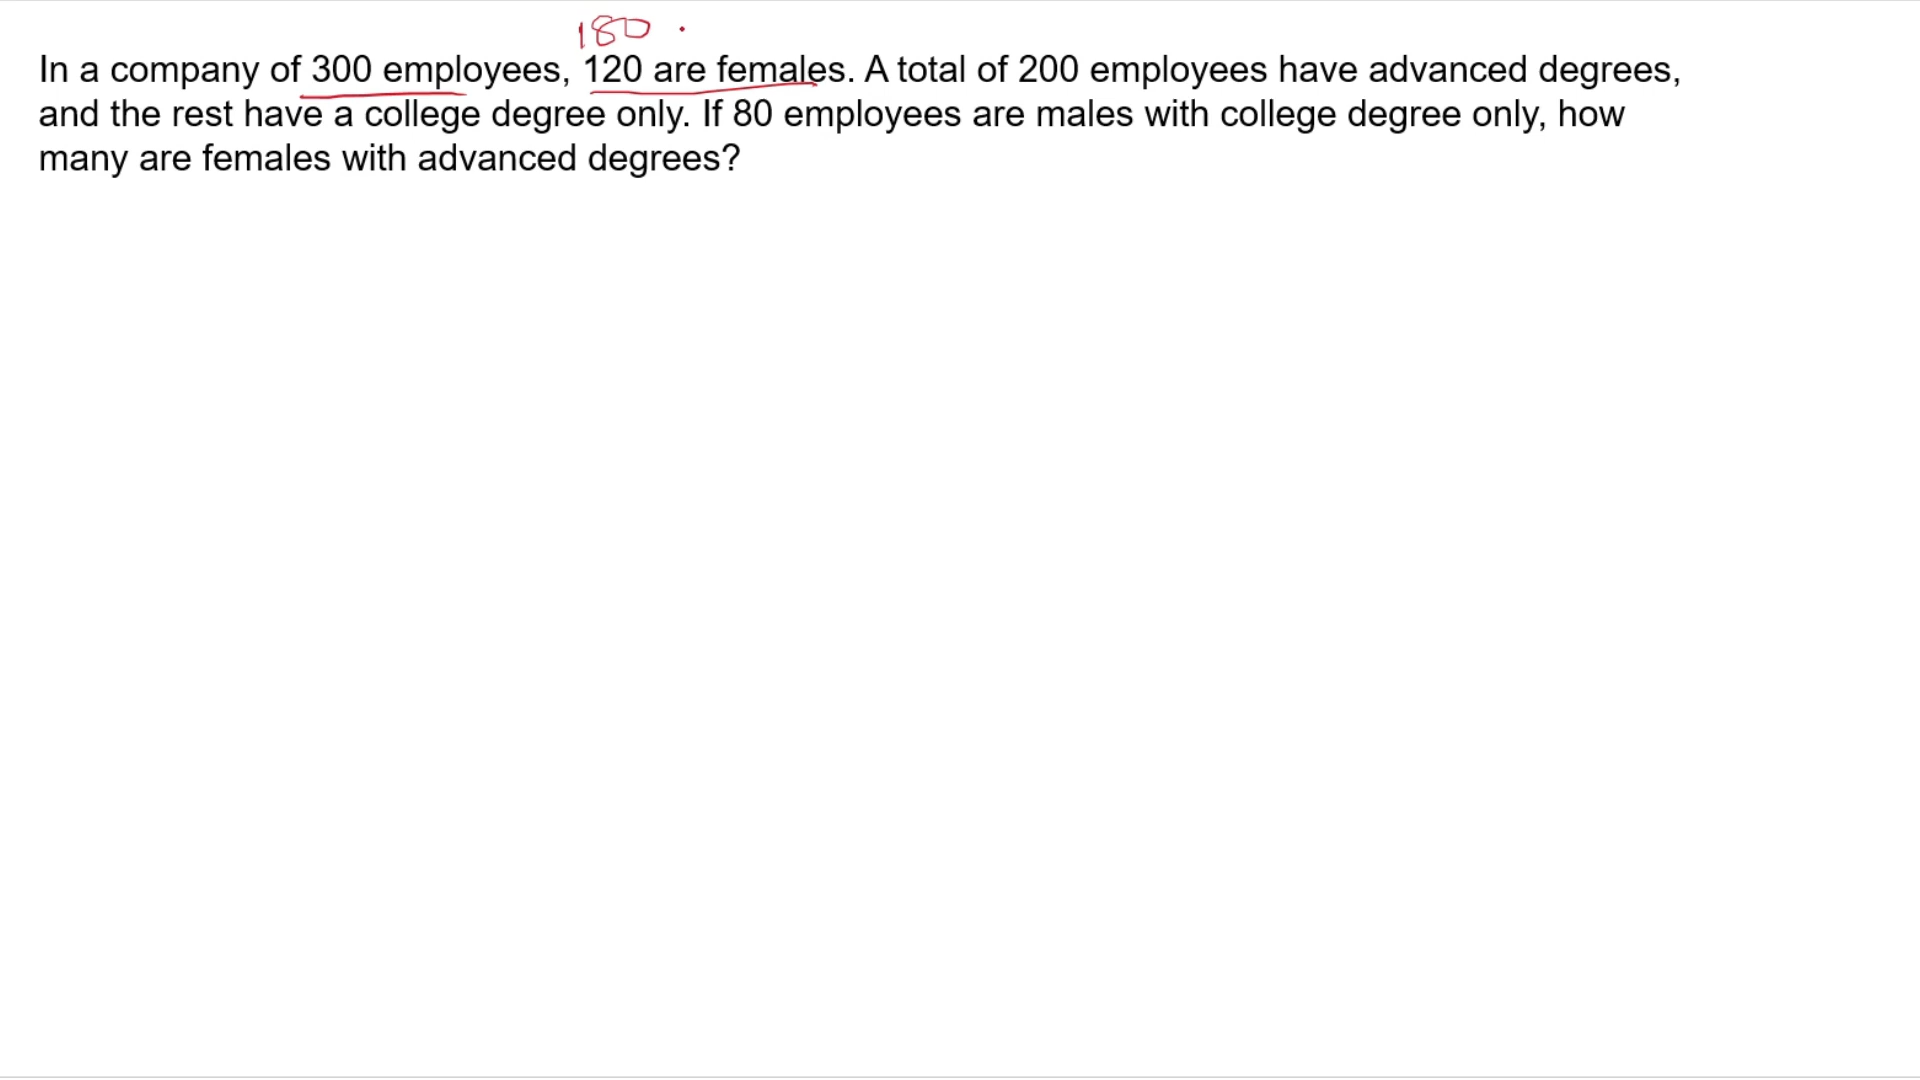 180
In a company of 300 employees, 120 are females. A total of 200 employees have advanced degrees,
and the rest have a college degree only. If 80 employees are males with college degree only, how
many are females with advanced degrees?